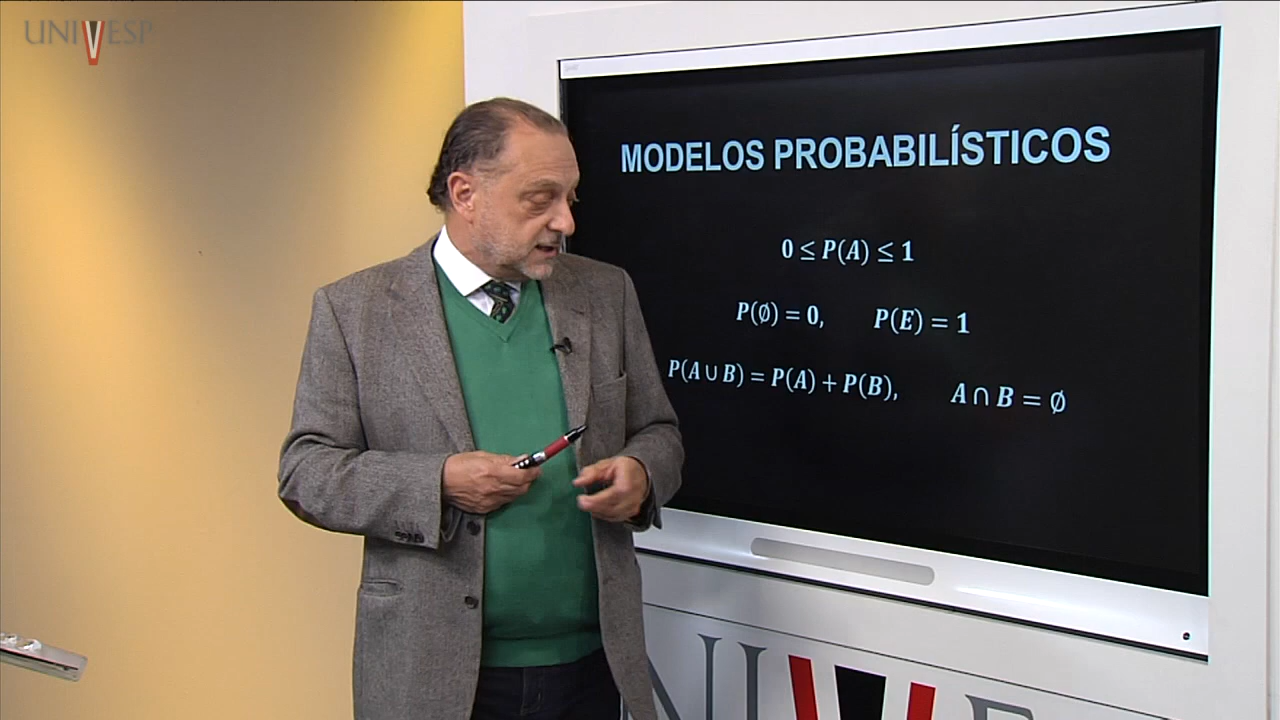 UNIVESP
MODELOS PROBABILÍSTICOS
0 ≤ P(A) ≤ 1
P(∅) = 0, P(E) = 1
P(A ∪ B) = P(A) + P(B), A ∩ B = ∅